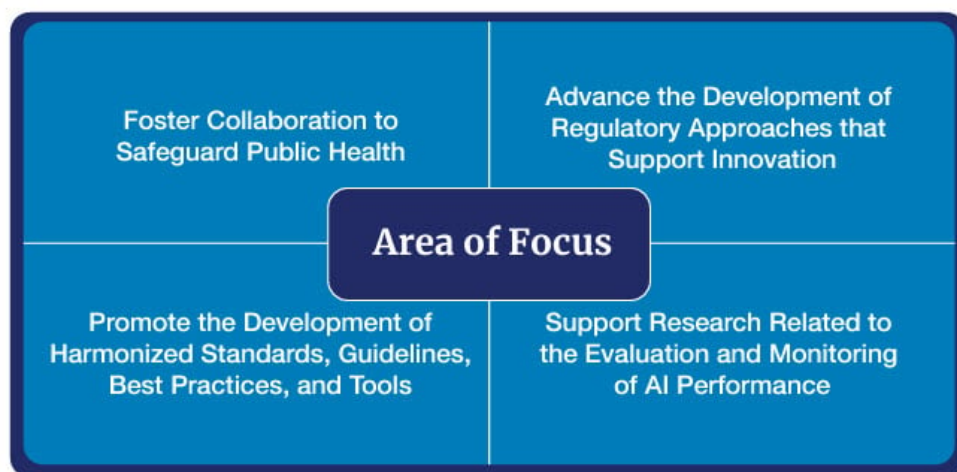 Foster Collaboration to
Safeguard Public Health
Advance the Development of
Regulatory Approaches that
Support Innovation
Area of Focus
Promote the Development of
Harmonized Standards, Guidelines,
Best Practices, and Tools
Support Research Related to
the Evaluation and Monitoring
of AI Performance